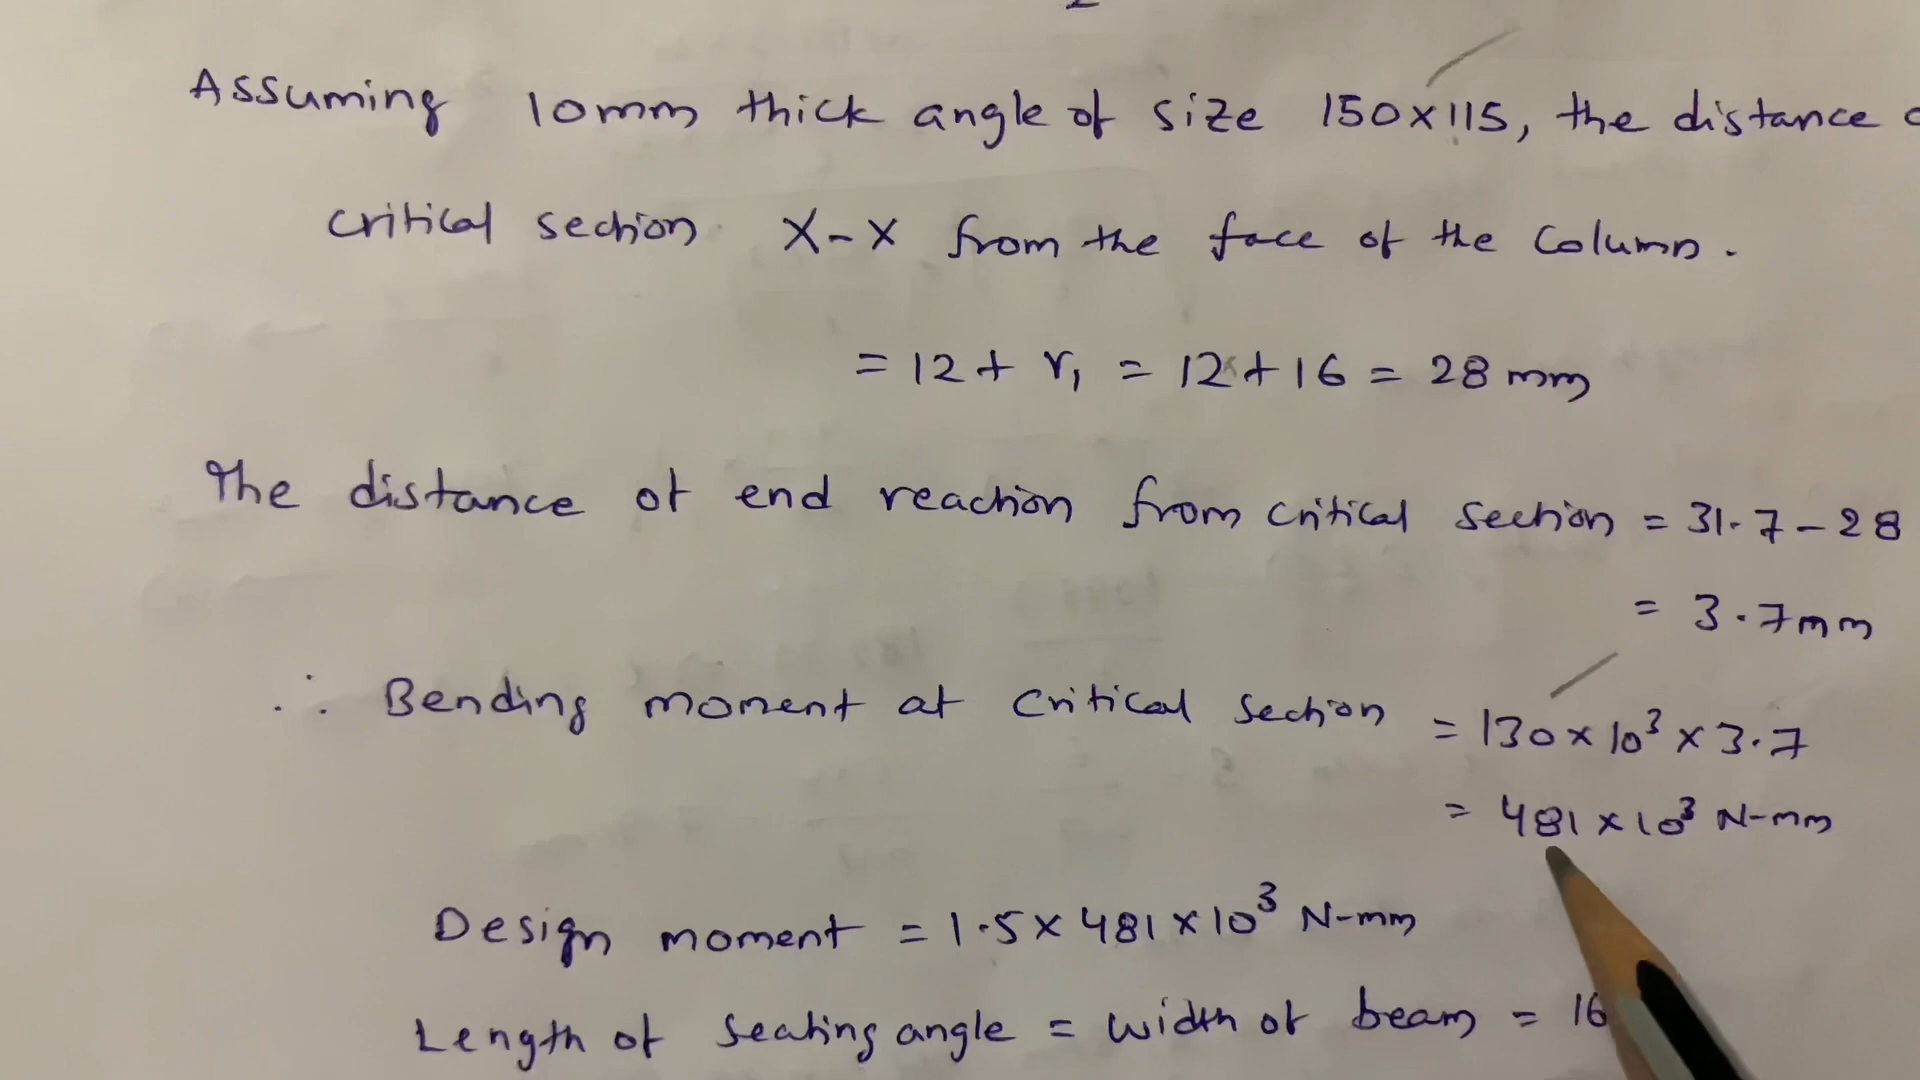 Assuming 10mm thick angle of size 150x115, the distance
critical section X-X from the face of the column.
= 12 + r₁ = 12 + 16 = 28 mm
The distance of end reaction from critical section = 31.7 - 28
= 3.7mm
∴ Bending moment at critical section = 130 x 10³ x 3.7
= 481 x 10³ N-mm
Design moment = 1.5 x 481 x 10³ N-mm
Length of seating angle = width of beam = 16